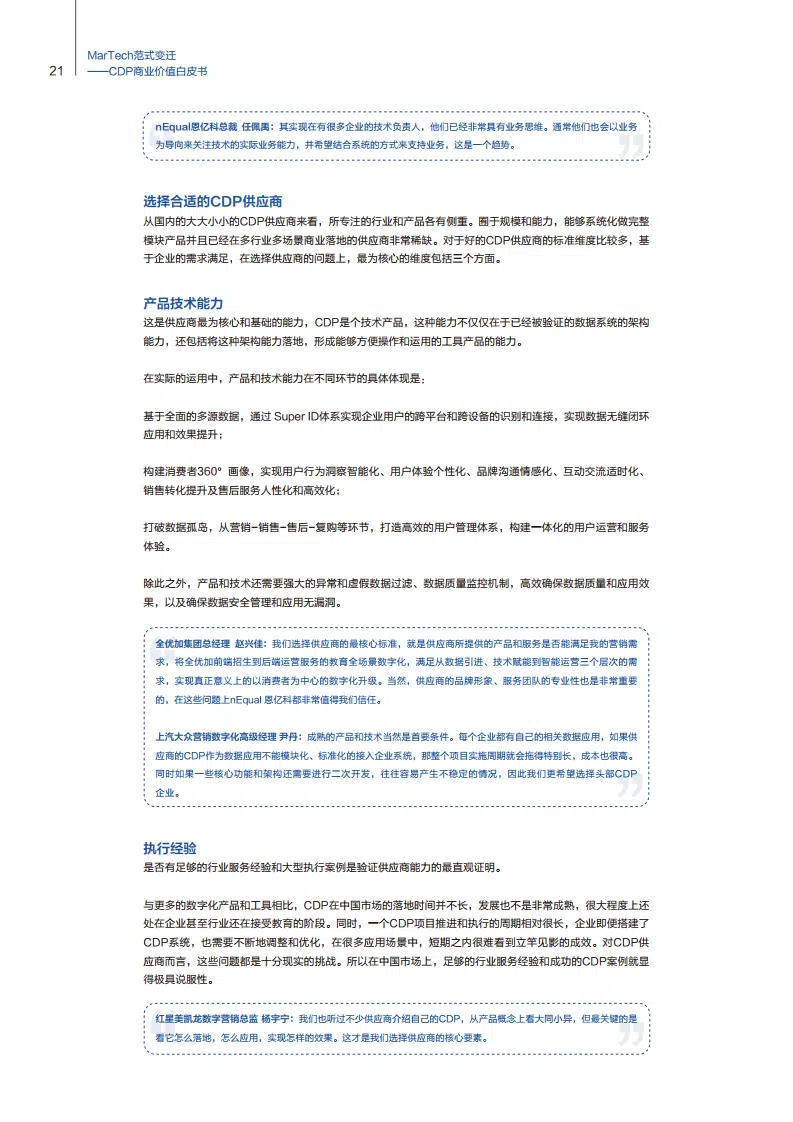 21
MarTech范式变迁
——CDP商业价值白皮书
nEqual恩亿科总裁 任佩禹：其实现在有很多企业的技术负责人，他们已经非常具有业务思维。通常他们也会以业务
为导向来关注技术的实际业务能力，并希望结合系统的方式来支持业务，这是一个趋势。
选择合适的CDP供应商
从国内的大大小小的CDP供应商来看，所专注的行业和产品各有侧重。囿于规模和能力，能够系统化做完整
模块产品并且已经在多行业多场景商业落地的供应商非常稀缺。对于好的CDP供应商的标准维度比较多，基
于企业的需求满足，在选择供应商的问题上，最为核心的维度包括三个方面。
产品技术能力
这是供应商最为核心和基础的能力，CDP是个技术产品，这种能力不仅仅在于已经被验证的数据系统的架构
能力，还包括将这种架构能力落地，形成能够方便操作和运用的工具产品的能力。
在实际的运用中，产品和技术能力在不同环节的具体体现是：
基于全面的多源数据，通过 Super ID体系实现企业用户的跨平台和跨设备的识别和连接，实现数据无缝闭环
应用和效果提升；
构建消费者360° 画像，实现用户行为洞察智能化、用户体验个性化、品牌沟通情感化、互动交流适时化、
销售转化提升及售后服务人性化和高效化；
打破数据孤岛，从营销-销售-售后-复购等环节，打造高效的用户管理体系，构建一体化的用户运营和服务
体验。
除此之外，产品和技术还需要强大的异常和虚假数据过滤、数据质量监控机制，高效确保数据质量和应用效
果，以及确保数据安全管理和应用无漏洞。
全优加集团总经理 赵兴佳：我们选择供应商的最核心标准，就是供应商所提供的产品和服务是否能满足我的营销需
求，将全优加前端招生到后端运营服务的教育全场景数字化，满足从数据引进、技术赋能到智能运营三个层次的需
求，实现真正意义上的以消费者为中心的数字化升级。当然，供应商的品牌形象、服务团队的专业性也是非常重要
的，在这些问题上nEqual 恩亿科都非常值得我们信任。
上汽大众营销数字化高级经理 尹丹：成熟的产品和技术当然是首要条件。每个企业都有自己的相关数据应用，如果供
应商的CDP作为数据应用不能模块化、标准化的接入企业系统，那整个项目实施周期就会拖得特别长，成本也很高。
同时如果一些核心功能和架构还需要进行二次开发，往往容易产生不稳定的情况，因此我们更希望选择头部CDP
企业。
执行经验
是否有足够的行业服务经验和大型执行案例是验证供应商能力的最直观证明。
与更多的数字化产品和工具相比，CDP在中国市场的落地时间并不长，发展也不是非常成熟，很大程度上还
处在企业甚至行业还在接受教育的阶段。同时，一个CDP项目推进和执行的周期相对很长，企业即便搭建了
CDP系统，也需要不断地调整和优化，在很多应用场景中，短期之内很难看到立竿见影的成效。对CDP供
应商而言，这些问题都是十分现实的挑战。所以在中国市场上，足够的行业服务经验和成功的CDP案例就显
得极具说服性。
红星美凯龙数字营销总监 杨宇宁：我们也听过不少供应商介绍自己的CDP，从产品概念上看大同小异，但最关键的是
看它怎么落地，怎么应用，实现怎样的效果。这才是我们选择供应商的核心要素。